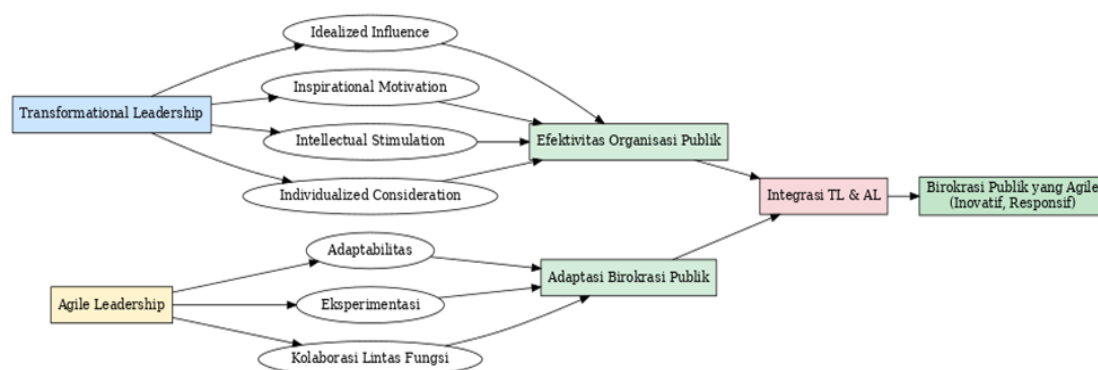 Idealized Influence
Inspirational Motivation
Transformational Leadership
Intellectual Stimulation
Efektivitas Organisasi Publik
Individualized Consideration
Integrasi TL & AL
Birokrasi Publik yang Agile
(Inovatif, Responsif)
Adaptabilitas
Adaptasi Birokrasi Publik
Agile Leadership
Eksperimentasi
Kolaborasi Lintas Fungsi